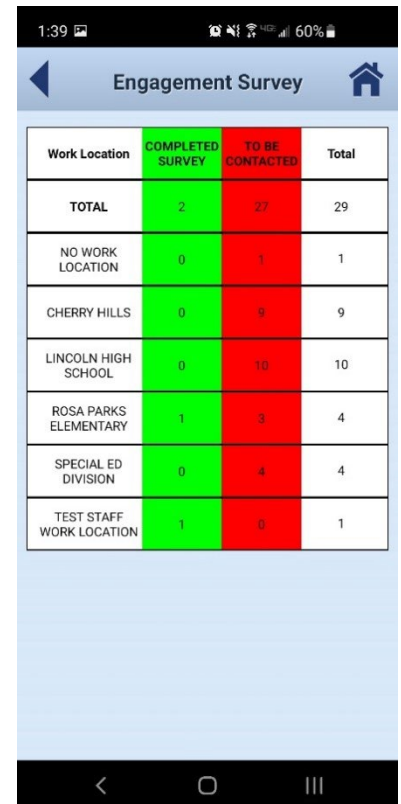 1:39 4GE 60%
Engagement Survey
Work Location COMPLETED SURVEY TO BE CONTACTED Total
TOTAL 2 27 29
NO WORK LOCATION 0 1 1
CHERRY HILLS 0 9 9
LINCOLN HIGH SCHOOL 0 10 10
ROSA PARKS ELEMENTARY 1 3 4
SPECIAL ED DIVISION 0 4 4
TEST STAFF WORK LOCATION 1 0 1